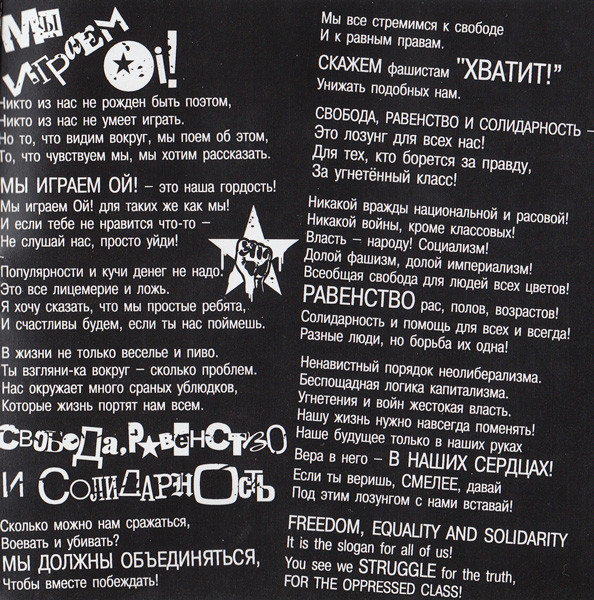 Мы
играем
Oi!
Никто из нас не рожден быть поэтом,
Никто из нас не умеет играть.
Но то, что видим вокруг, мы поем об этом,
То, что чувствуем мы, мы хотим рассказать.
МЫ ИГРАЕМ ОЙ! – это наша гордость!
Мы играем Ой! для таких же как мы!
И если тебе не нравится что-то –
Не слушай нас, просто уйди!
Популярности и кучи денег не надо.
Это все лицемерие и ложь.
Я хочу сказать, что мы простые ребята,
И счастливы будем, если ты нас поймешь.
В жизни не только веселье и пиво.
Ты взгляни-ка вокруг – сколько проблем.
Нас окружает много сраных ублюдков,
Которые жизнь портят нам всем.
Свобода, Равенство
и Солидарность
Сколько можно нам сражаться,
Воевать и убивать?
МЫ ДОЛЖНЫ ОБЪЕДИНЯТЬСЯ,
Чтобы вместе побеждать!
Мы все стремимся к свободе
И к равным правам.
СКАЖЕМ фашистам "ХВАТИТ!"
Унижать подобных нам.
СВОБОДА, РАВЕНСТВО И СОЛИДАРНОСТЬ –
Это лозунг для всех нас!
Для тех, кто борется за правду,
За угнетённый класс!
Никакой вражды национальной и расовой!
Никакой войны, кроме классовых!
Власть – народу! Социализм!
Долой фашизм, долой империализм!
Всеобщая свобода для людей всех цветов!
РАВЕНСТВО рас, полов, возрастов!
Солидарность и помощь для всех и всегда!
Разные люди, но борьба их одна!
Ненавистный порядок неолиберализма.
Беспощадная логика капитализма.
Угнетения и войн жестокая власть.
Нашу жизнь нужно навсегда поменять!
Наше будущее только в наших руках
Вера в него – В НАШИХ СЕРДЦАХ!
Если ты веришь, СМЕЛЕЕ, давай
Под этим лозунгом с нами вставай!
FREEDOM, EQUALITY AND SOLIDARITY
It is the slogan for all of us!
You see we STRUGGLE for the truth,
FOR THE OPPRESSED CLASS!